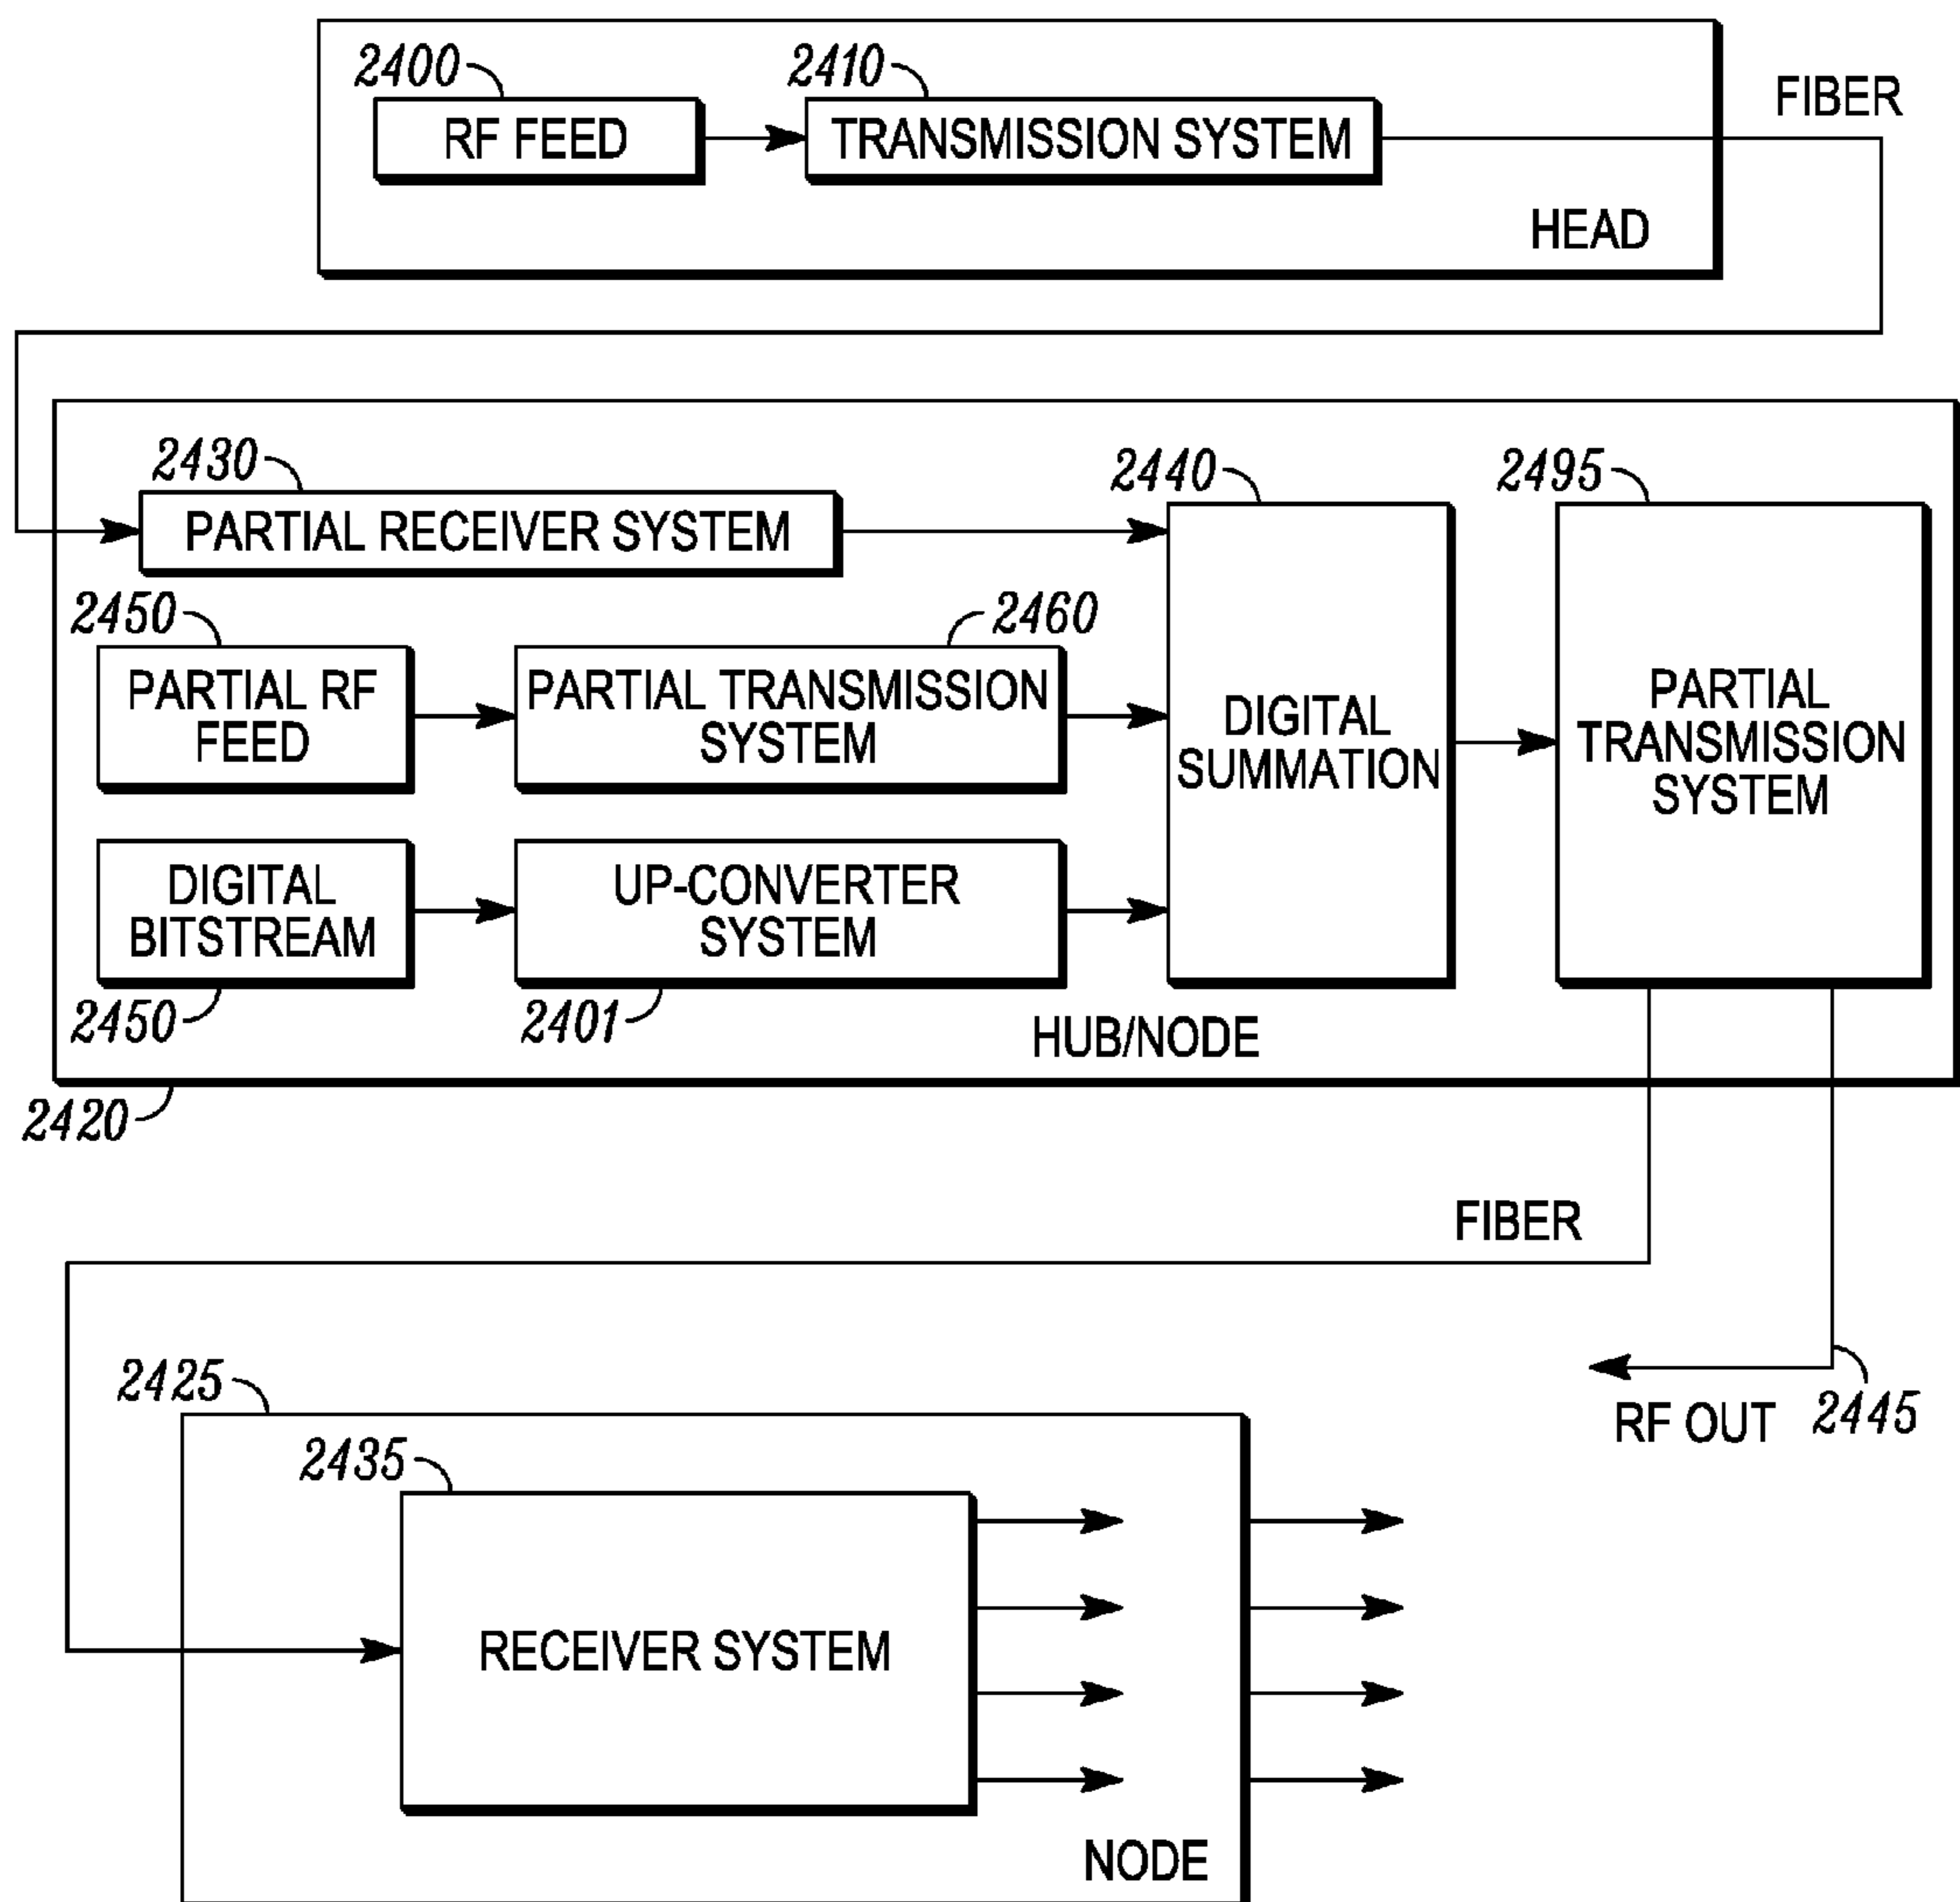 2400
2410
FIBER
RF FEED
TRANSMISSION SYSTEM
HEAD
2430
2440
2495
PARTIAL RECEIVER SYSTEM
2450
2460
PARTIAL RF
FEED
PARTIAL TRANSMISSION
SYSTEM
DIGITAL
SUMMATION
PARTIAL
TRANSMISSION
SYSTEM
DIGITAL
BITSTREAM
UP-CONVERTER
SYSTEM
2450
2401
HUB/NODE
2420
FIBER
2425
RF OUT
2445
2435
RECEIVER SYSTEM
NODE